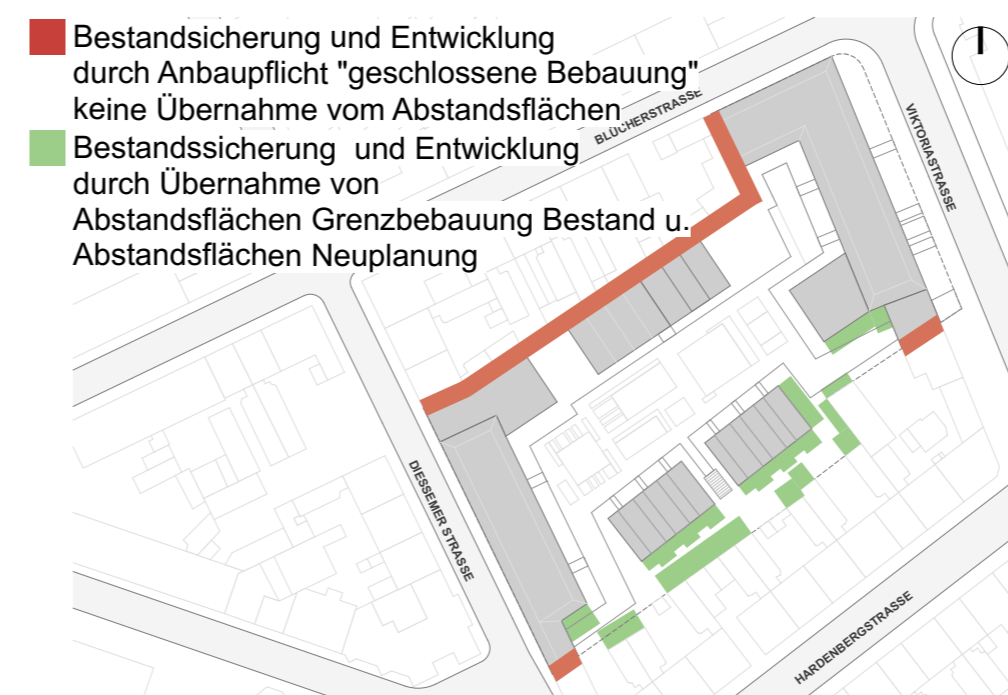 Bestandsicherung und Entwicklung
durch Anbaupflicht "geschlossene Bebauung"
keine Übernahme vom Abstandsflächen
Bestandssicherung und Entwicklung
durch Übernahme von
Abstandsflächen Grenzbebauung Bestand u.
Abstandsflächen Neuplanung
BLÜCHERSTRASSE
VIKTORIASTRASSE
DIESSEMER STRASSE
HARDENBERGSTRASSE